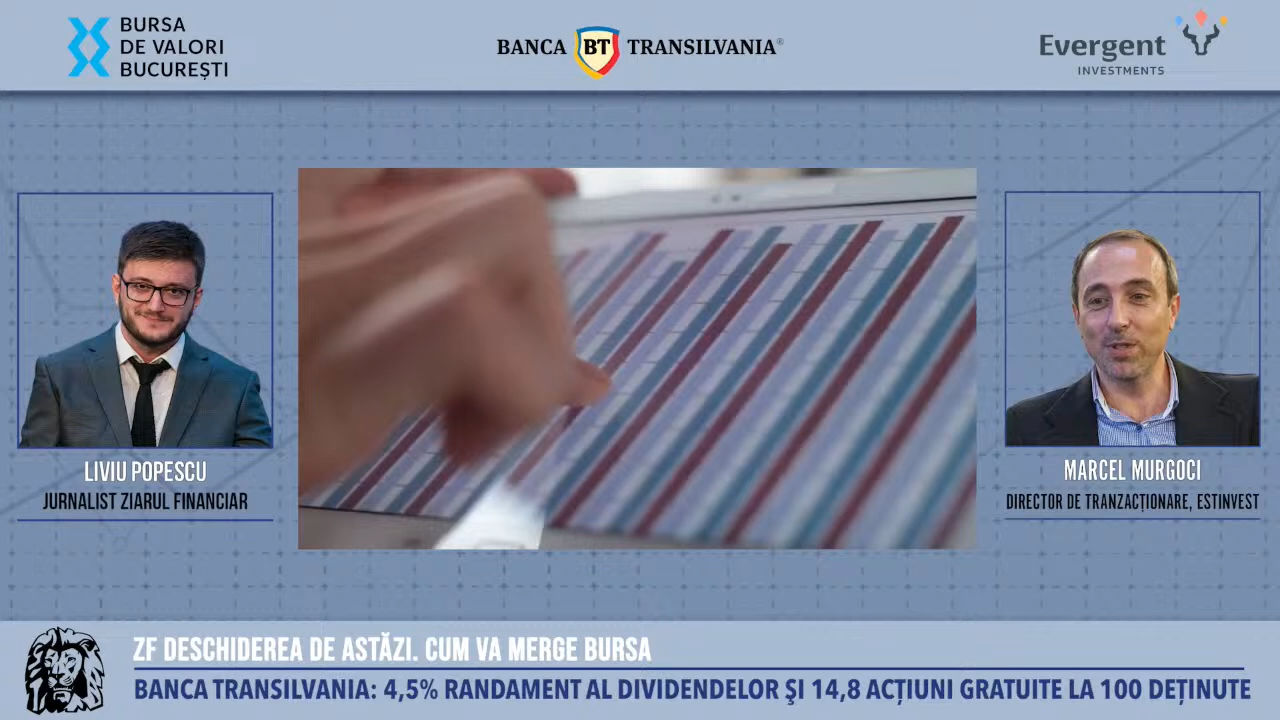 BURSA
DE VALORI
BUCUREȘTI
BANCA BT TRANSILVANIA®
Evergent
INVESTMENTS
LIVIU POPESCU
JURNALIST ZIARUL FINANCIAR
MARCEL MURGOCI
DIRECTOR DE TRANZACȚIONARE, ESTINVEST
ZF DESCHIDEREA DE ASTĂZI. CUM VA MERGE BURSA
BANCA TRANSILVANIA: 4,5% RANDAMENT AL DIVIDENDELOR ŞI 14,8 ACȚIUNI GRATUITE LA 100 DEȚINUTE